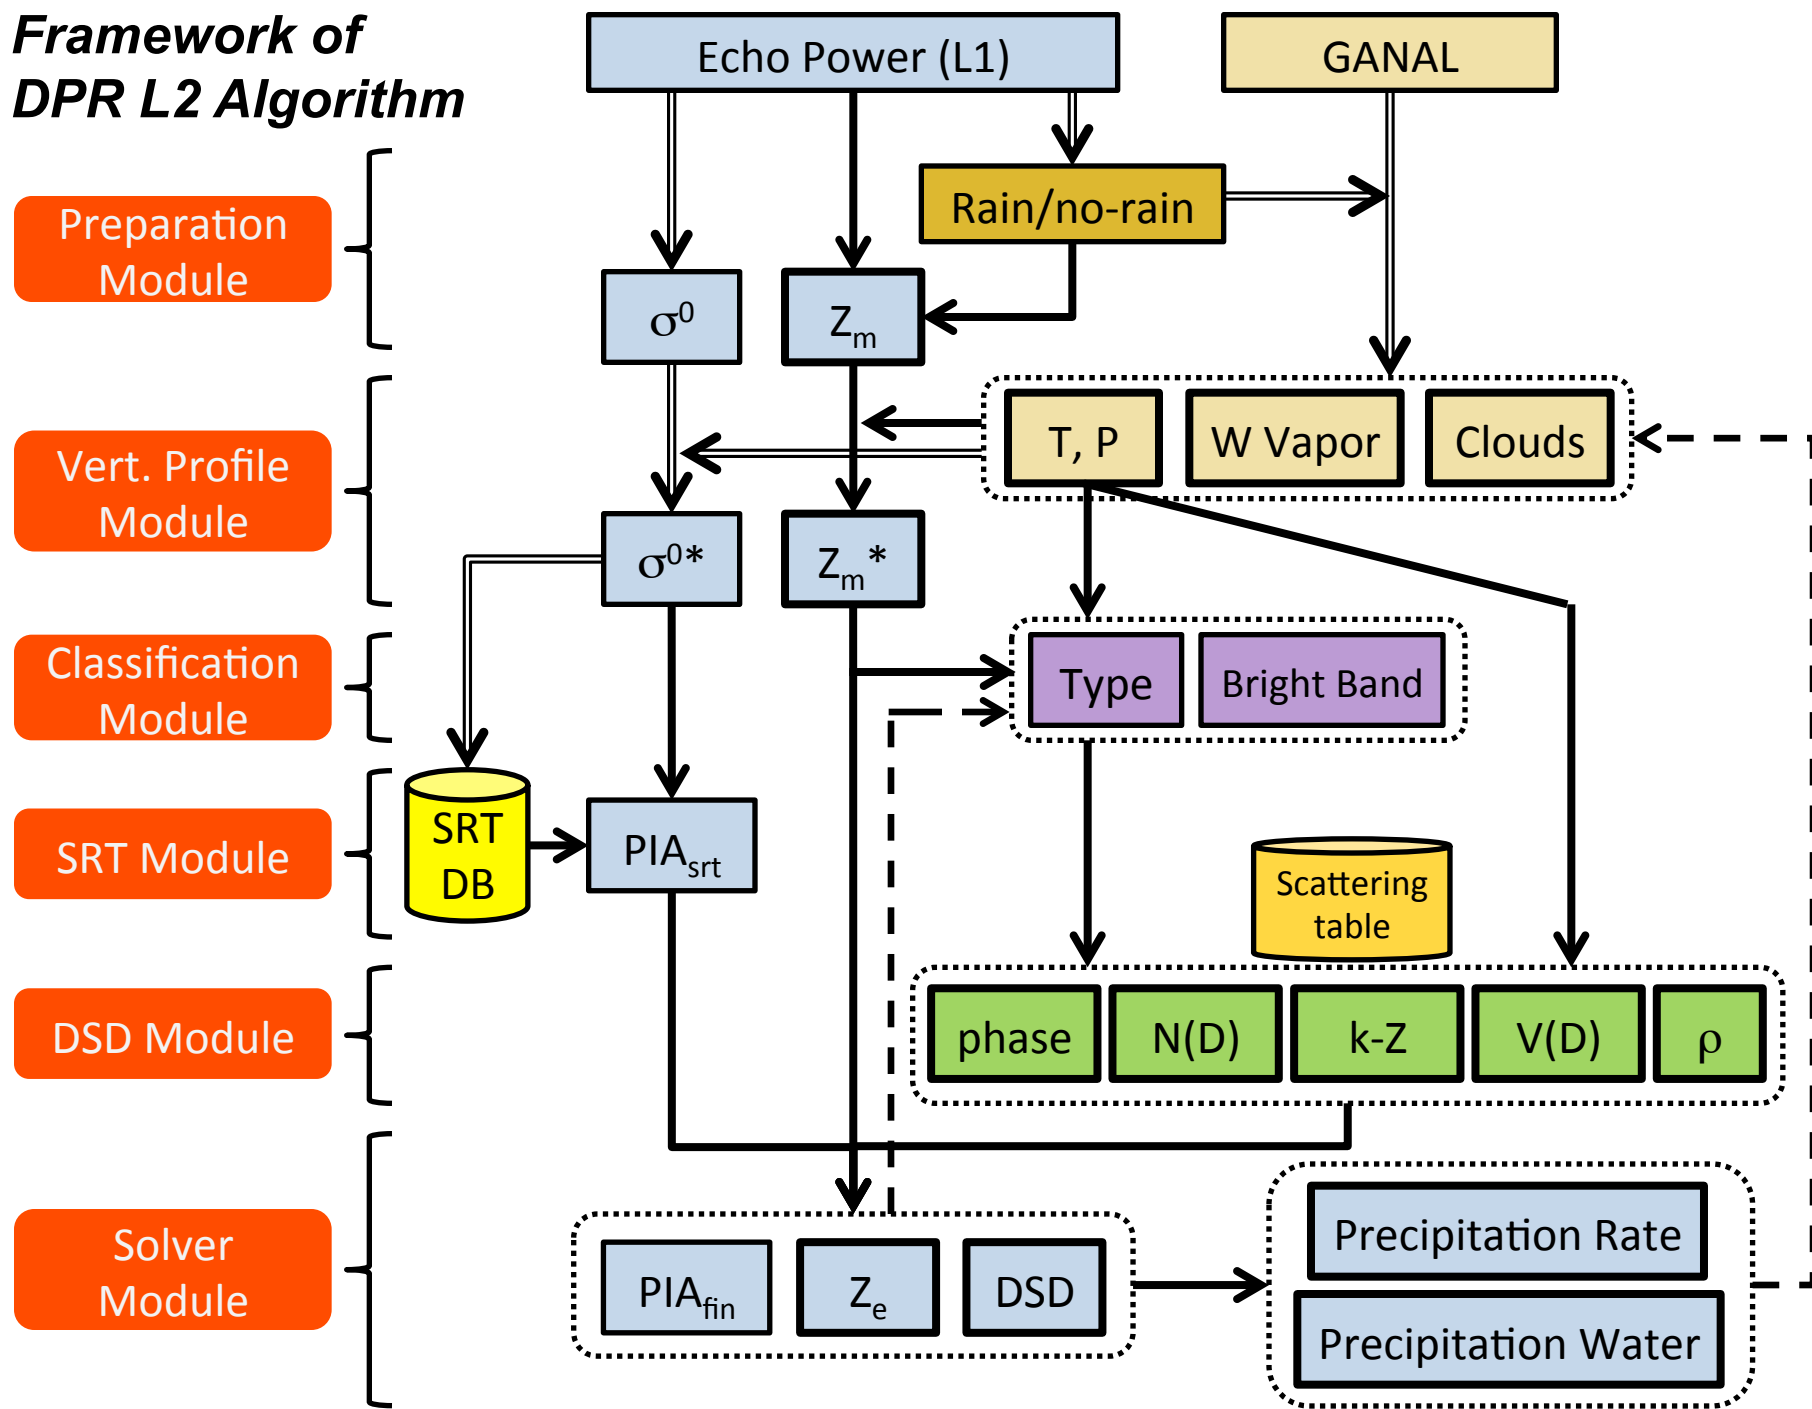 Framework of
DPR L2 Algorithm
Echo Power (L1)
GANAL
Preparation
Module
Rain/no-rain
σ⁰
Zₘ
Vert. Profile
Module
T, P
W Vapor
Clouds
σ⁰*
Zₘ*
Classification
Module
Type
Bright Band
SRT Module
SRT
DB
PIAsrt
Scattering
table
DSD Module
phase
N(D)
k-Z
V(D)
ρ
Solver
Module
PIAfin
Zₑ
DSD
Precipitation Rate
Precipitation Water